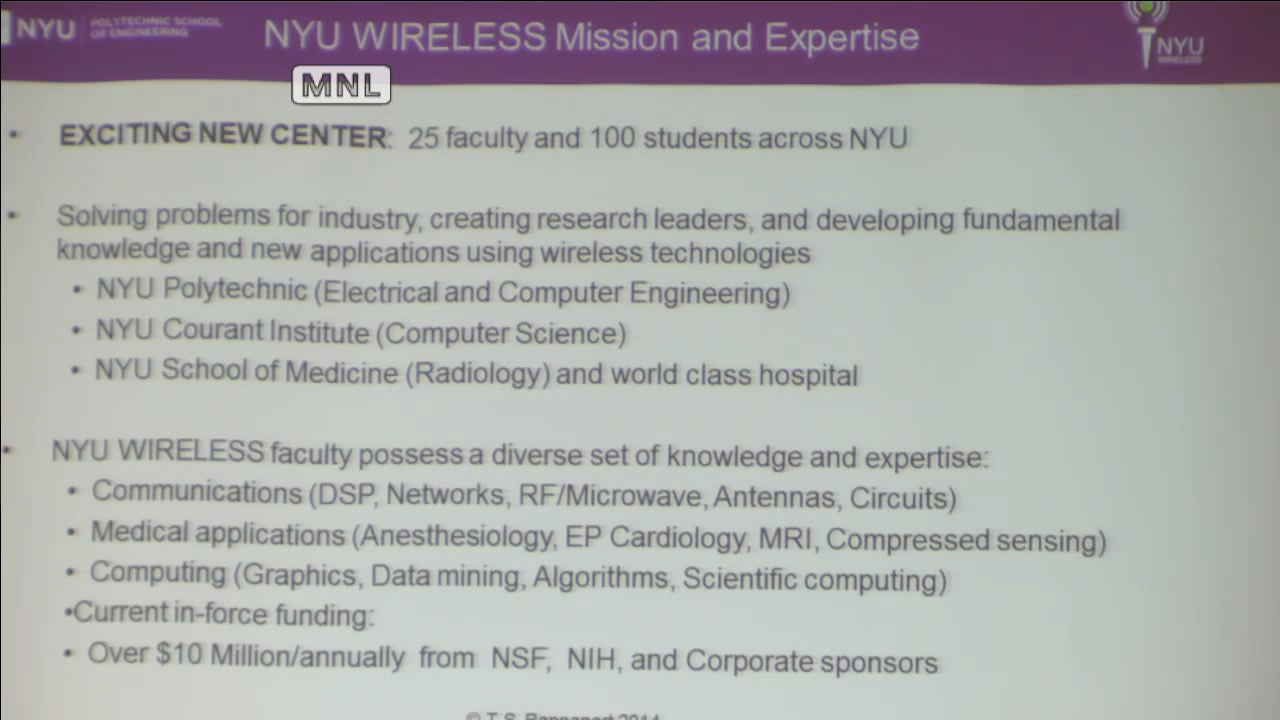 NYU POLYTECHNIC SCHOOL
OF ENGINEERING
NYU WIRELESS Mission and Expertise
NYU
WIRELESS
MNL
• EXCITING NEW CENTER: 25 faculty and 100 students across NYU
• Solving problems for industry, creating research leaders, and developing fundamental
knowledge and new applications using wireless technologies
• NYU Polytechnic (Electrical and Computer Engineering)
• NYU Courant Institute (Computer Science)
• NYU School of Medicine (Radiology) and world class hospital
• NYU WIRELESS faculty possess a diverse set of knowledge and expertise:
• Communications (DSP, Networks, RF/Microwave, Antennas, Circuits)
• Medical applications (Anesthesiology, EP Cardiology, MRI, Compressed sensing)
• Computing (Graphics, Data mining, Algorithms, Scientific computing)
•Current in-force funding:
• Over $10 Million/annually from NSF, NIH, and Corporate sponsors
© T.S. Rappaport 2014